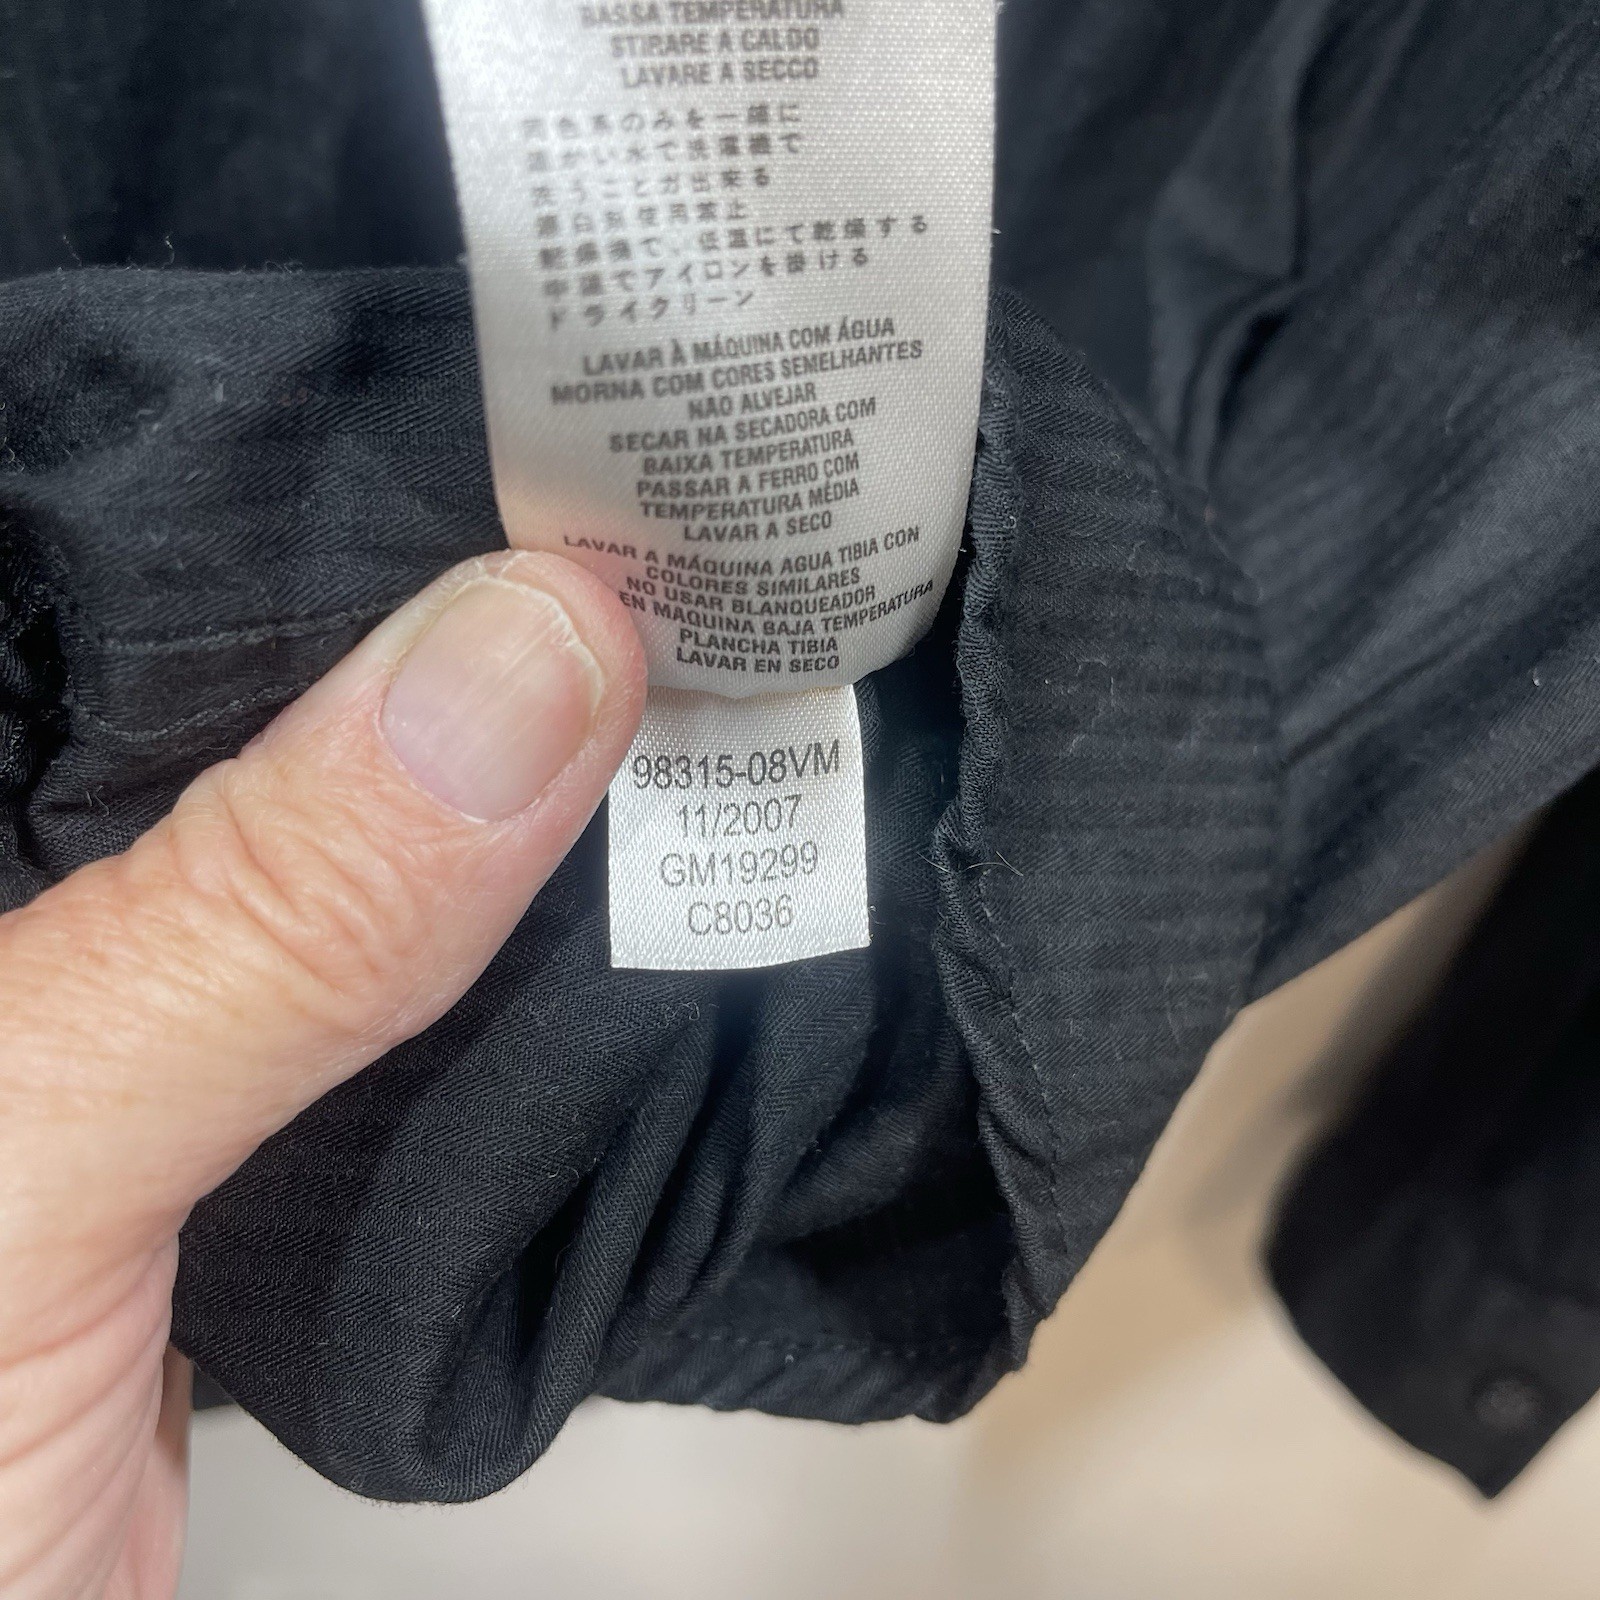 BASSA TEMPERATURA
STIRARE A CALDO
LAVARE A SECCO
同色系のみを一緒に
温かい水で洗濯機で
洗うことが出来る
漂白剤使用禁止
乾燥機で、低温にて乾燥する
中温でアイロンを掛ける
ドライクリーン
LAVAR À MÁQUINA COM ÁGUA
MORNA COM CORES SEMELHANTES
NÃO ALVEJAR
SECAR NA SECADORA COM
BAIXA TEMPERATURA
PASSAR A FERRO COM
TEMPERATURA MÉDIA
LAVAR A SECO
LAVAR A MÁQUINA AGUA TIBIA CON
COLORES SIMILARES
NO USAR BLANQUEADOR
EN MAQUINA BAJA TEMPERATURA
PLANCHA TIBIA
LAVAR EN SECO
98315-08VM
11/2007
GM19299
C8036